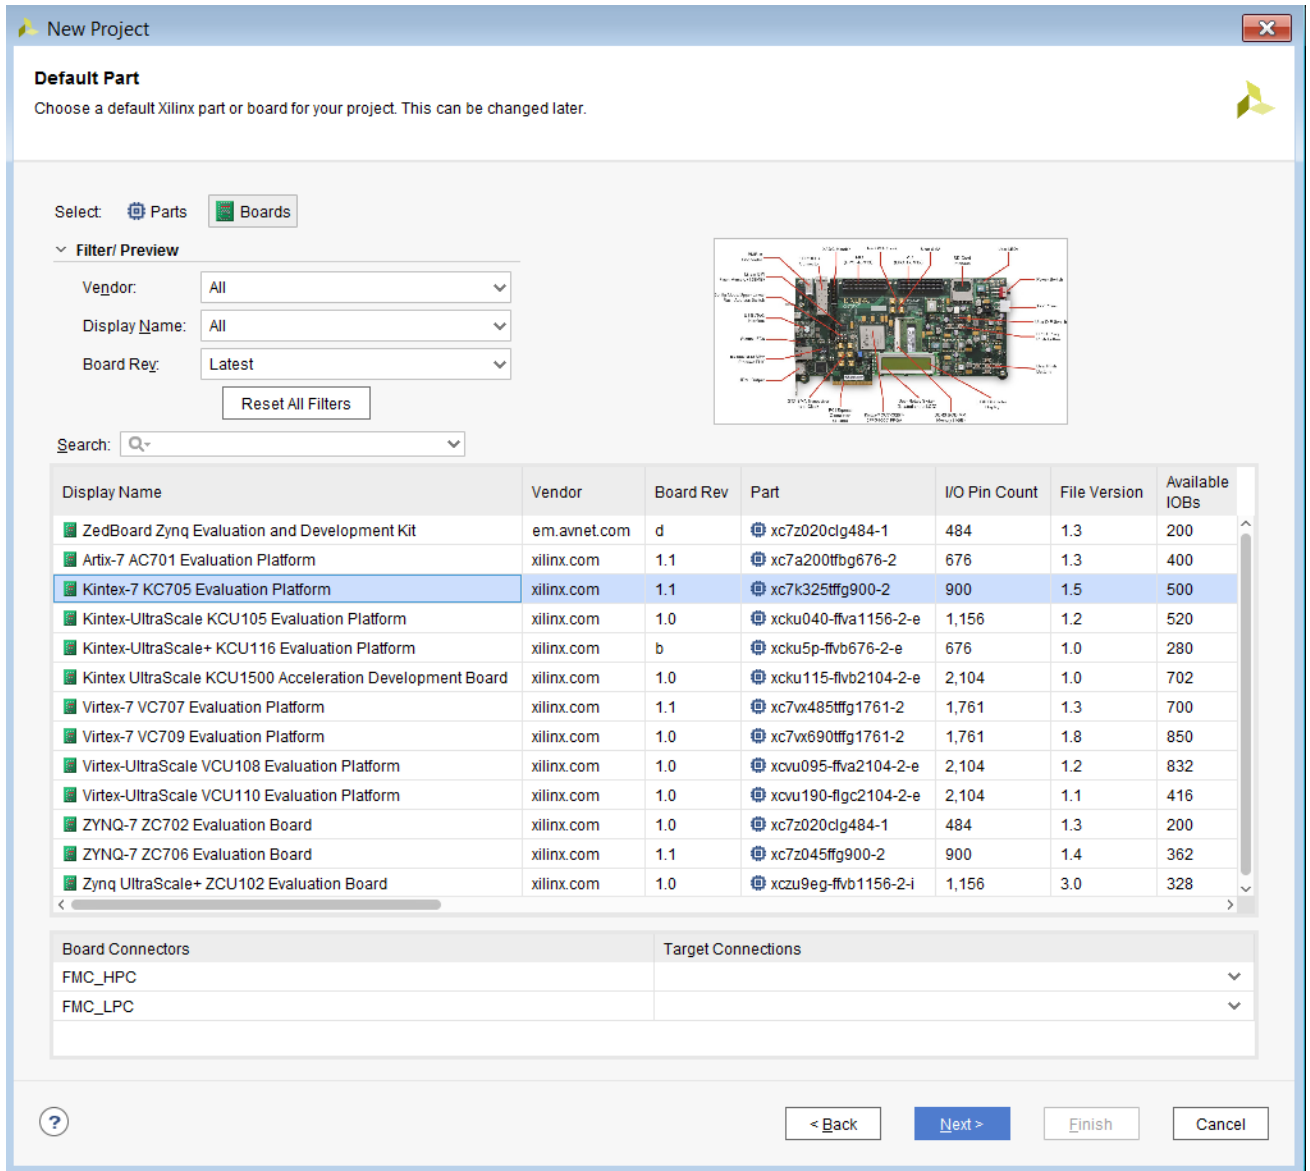 New Project
Default Part
Choose a default Xilinx part or board for your project. This can be changed later.
Select: Parts Boards
Filter/ Preview
Vendor: All
Display Name: All
Board Rev: Latest
Reset All Filters
Search:
Display Name Vendor Board Rev Part I/O Pin Count File Version Available IOBs
ZedBoard Zynq Evaluation and Development Kit em.avnet.com d xc7z020clg484-1 484 1.3 200
Artix-7 AC701 Evaluation Platform xilinx.com 1.1 xc7a200tfbg676-2 676 1.3 400
Kintex-7 KC705 Evaluation Platform xilinx.com 1.1 xc7k325tffg900-2 900 1.5 500
Kintex-UltraScale KCU105 Evaluation Platform xilinx.com 1.0 xcku040-ffva1156-2-e 1,156 1.2 520
Kintex-UltraScale+ KCU116 Evaluation Platform xilinx.com b xcku5p-ffvb676-2-e 676 1.0 280
Kintex UltraScale KCU1500 Acceleration Development Board xilinx.com 1.0 xcku115-flvb2104-2-e 2,104 1.0 702
Virtex-7 VC707 Evaluation Platform xilinx.com 1.1 xc7vx485tffg1761-2 1,761 1.3 700
Virtex-7 VC709 Evaluation Platform xilinx.com 1.0 xc7vx690tffg1761-2 1,761 1.8 850
Virtex-UltraScale VCU108 Evaluation Platform xilinx.com 1.0 xcvu095-ffva2104-2-e 2,104 1.2 832
Virtex-UltraScale VCU110 Evaluation Platform xilinx.com 1.0 xcvu190-flgc2104-2-e 2,104 1.1 416
ZYNQ-7 ZC702 Evaluation Board xilinx.com 1.0 xc7z020clg484-1 484 1.3 200
ZYNQ-7 ZC706 Evaluation Board xilinx.com 1.1 xc7z045ffg900-2 900 1.4 362
Zynq UltraScale+ ZCU102 Evaluation Board xilinx.com 1.0 xczu9eg-ffvb1156-2-i 1,156 3.0 328
Board Connectors Target Connections
FMC_HPC
FMC_LPC
? < Back Next > Finish Cancel